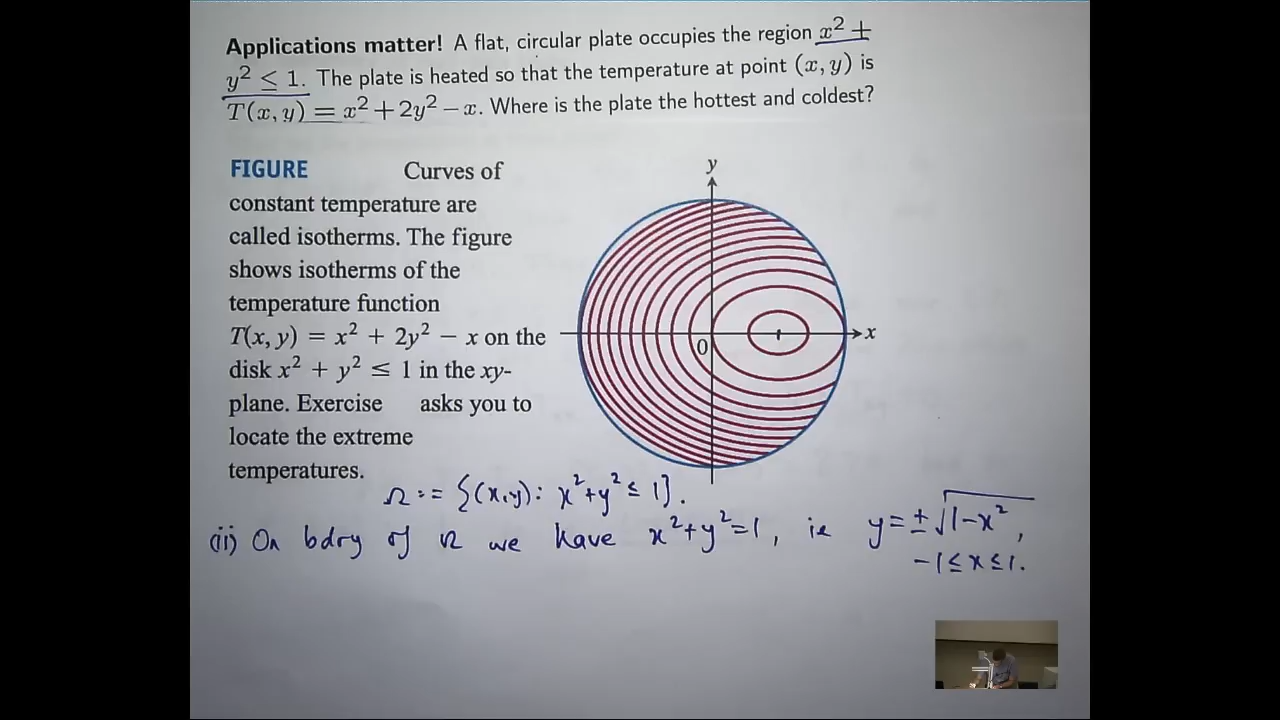 Applications matter! A flat, circular plate occupies the region x² +
y² ≤ 1. The plate is heated so that the temperature at point (x, y) is
T(x, y) = x² + 2y² − x. Where is the plate the hottest and coldest?
FIGURE Curves of
constant temperature are
called isotherms. The figure
shows isotherms of the
temperature function
T(x, y) = x² + 2y² − x on the
disk x² + y² ≤ 1 in the xy-
plane. Exercise asks you to
locate the extreme
temperatures.
y
x
0
Ω := {(x,y): x²+y² ≤ 1}.
(ii) On bdry of Ω we have x²+y²=1, ie y=±√1−x²,
−1≤x≤1.